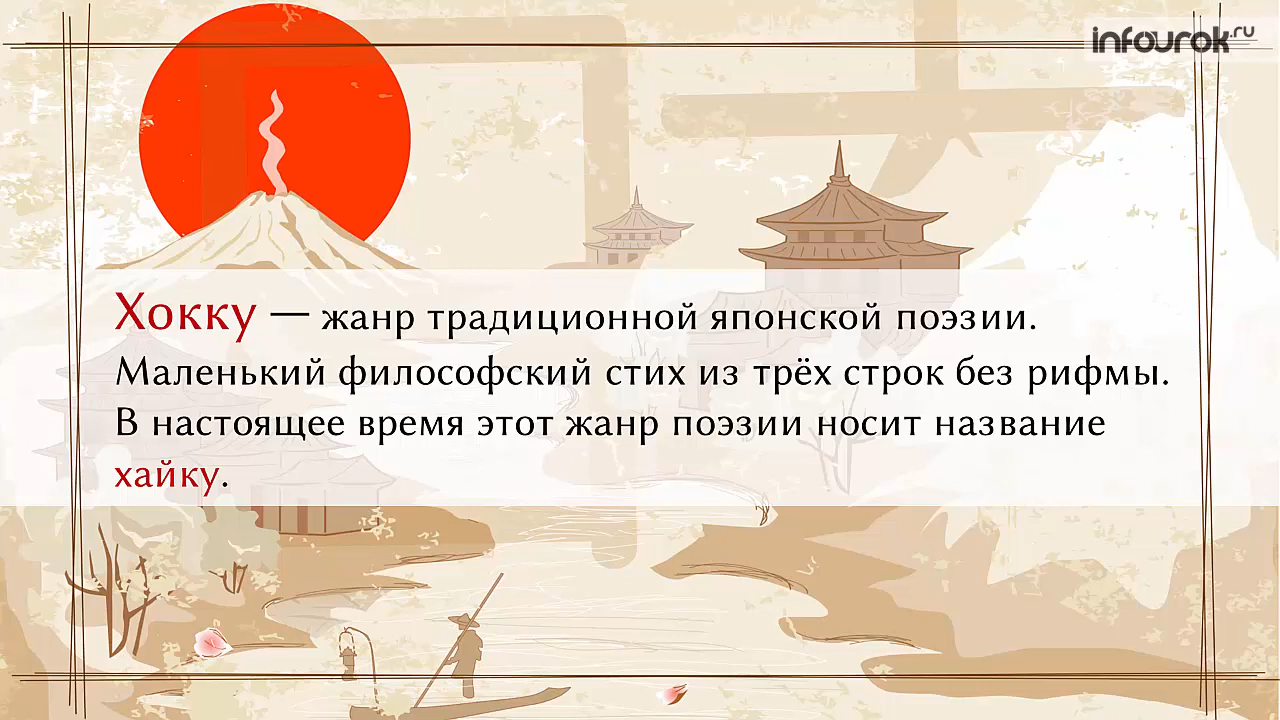 infourok.ru
Хокку — жанр традиционной японской поэзии.
Маленький философский стих из трёх строк без рифмы.
В настоящее время этот жанр поэзии носит название
хайку.